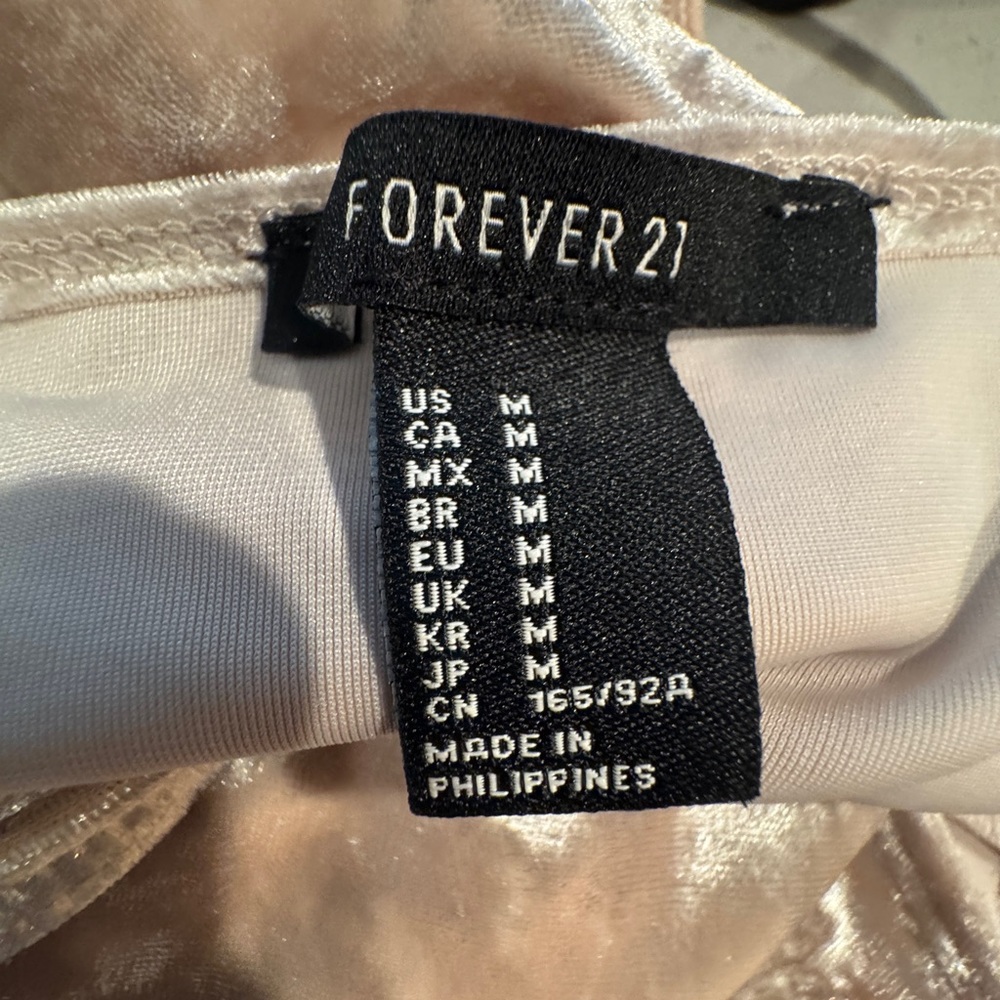 FOREVER 21
US M
CA M
MX M
BR M
EU M
UK M
KR M
JP M
CN 165/92A
MADE IN
PHILIPPINES